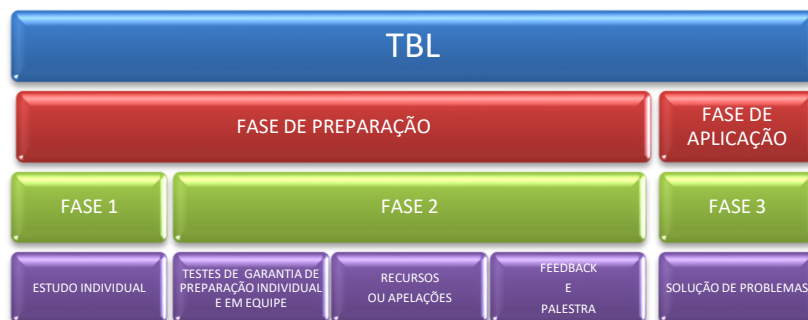 TBL
FASE DE PREPARAÇÃO
FASE DE
APLICAÇÃO
FASE 1
FASE 2
FASE 3
ESTUDO INDIVIDUAL
TESTES DE GARANTIA DE
PREPARAÇÃO INDIVIDUAL
E EM EQUIPE
RECURSOS
OU APELAÇÕES
FEEDBACK
E
PALESTRA
SOLUÇÃO DE PROBLEMAS